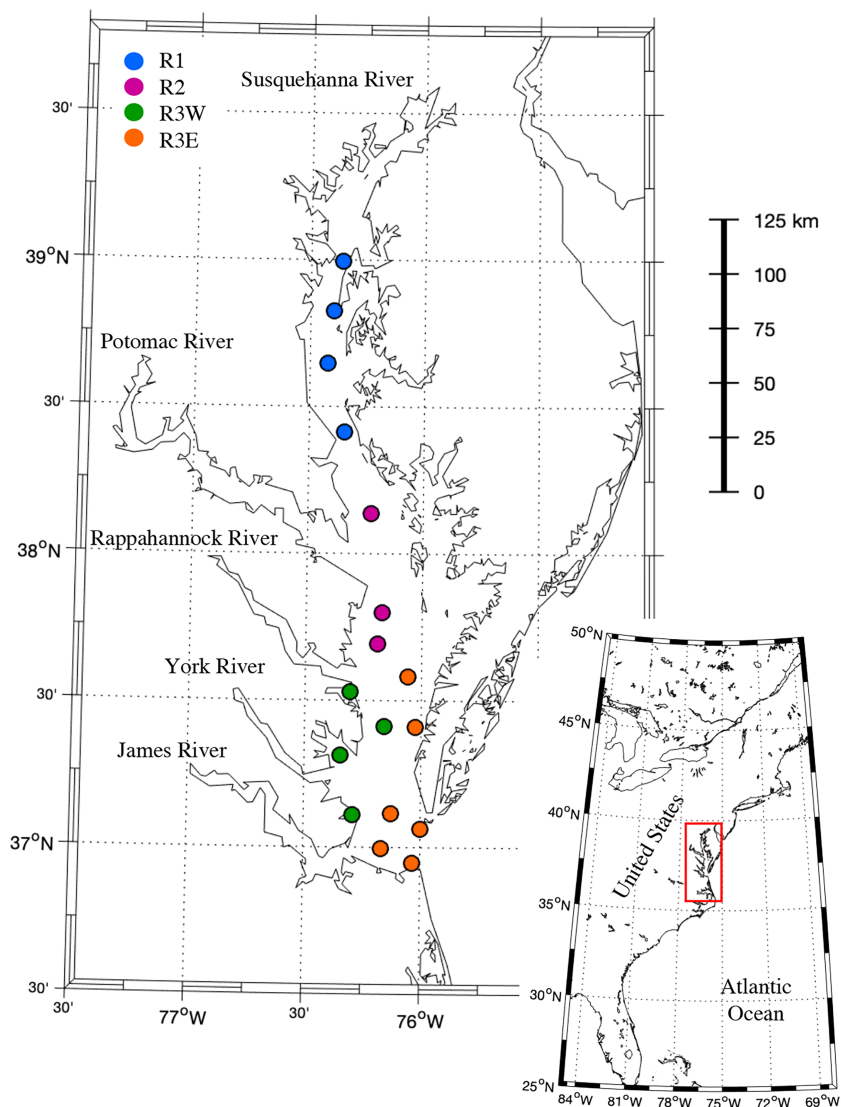 R1
R2
R3W
R3E
Susquehanna River
30'
39°N
Potomac River
30'
38°N
Rappahannock River
York River
30'
James River
37°N
30'
30'
77°W
30'
76°W
125 km
100
75
50
25
0
50°N
45°N
40°N
United States
35°N
Atlantic
Ocean
30°N
25°N
84°W 81°W 78°W 75°W 72°W 69°W